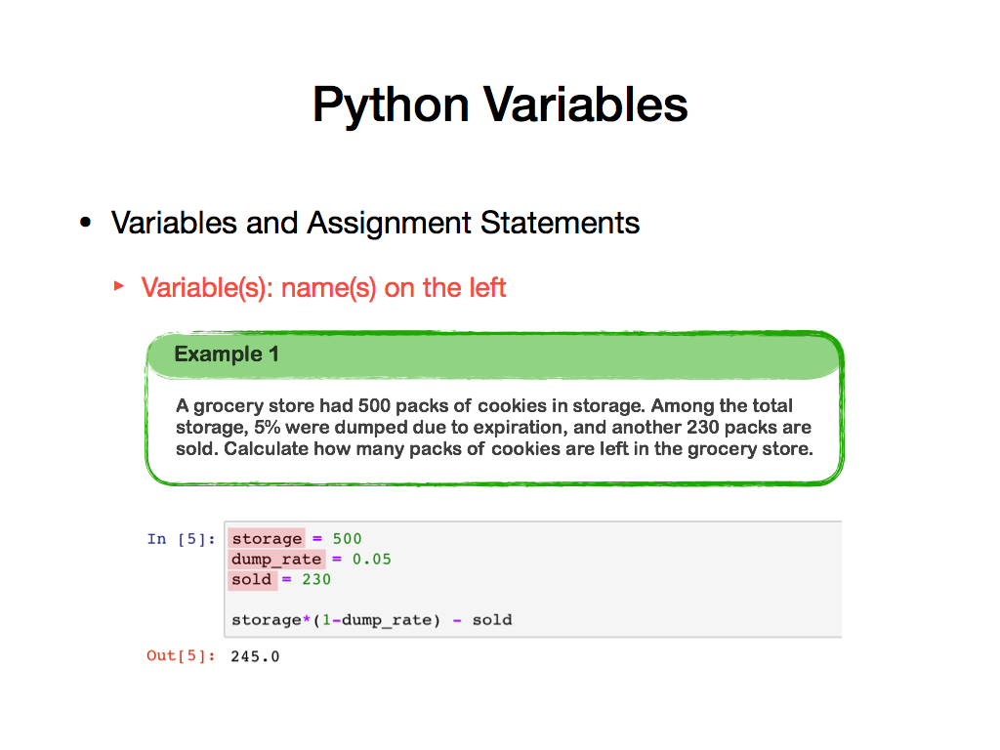 Python Variables
• Variables and Assignment Statements
‣ Variable(s): name(s) on the left
Example 1
A grocery store had 500 packs of cookies in storage. Among the total
storage, 5% were dumped due to expiration, and another 230 packs are
sold. Calculate how many packs of cookies are left in the grocery store.
In [5]: storage = 500
dump_rate = 0.05
sold = 230
storage*(1-dump_rate) - sold
Out[5]: 245.0